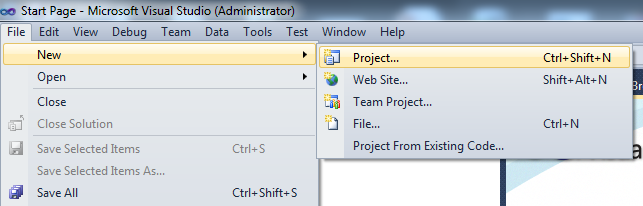 Start Page - Microsoft Visual Studio (Administrator)
File Edit View Debug Team Data Tools Test Window Help
New
Project... Ctrl+Shift+N
Open
Web Site... Shift+Alt+N
Close
Team Project...
Close Solution
File... Ctrl+N
Save Selected Items Ctrl+S
Project From Existing Code...
Save Selected Items As...
Save All Ctrl+Shift+S